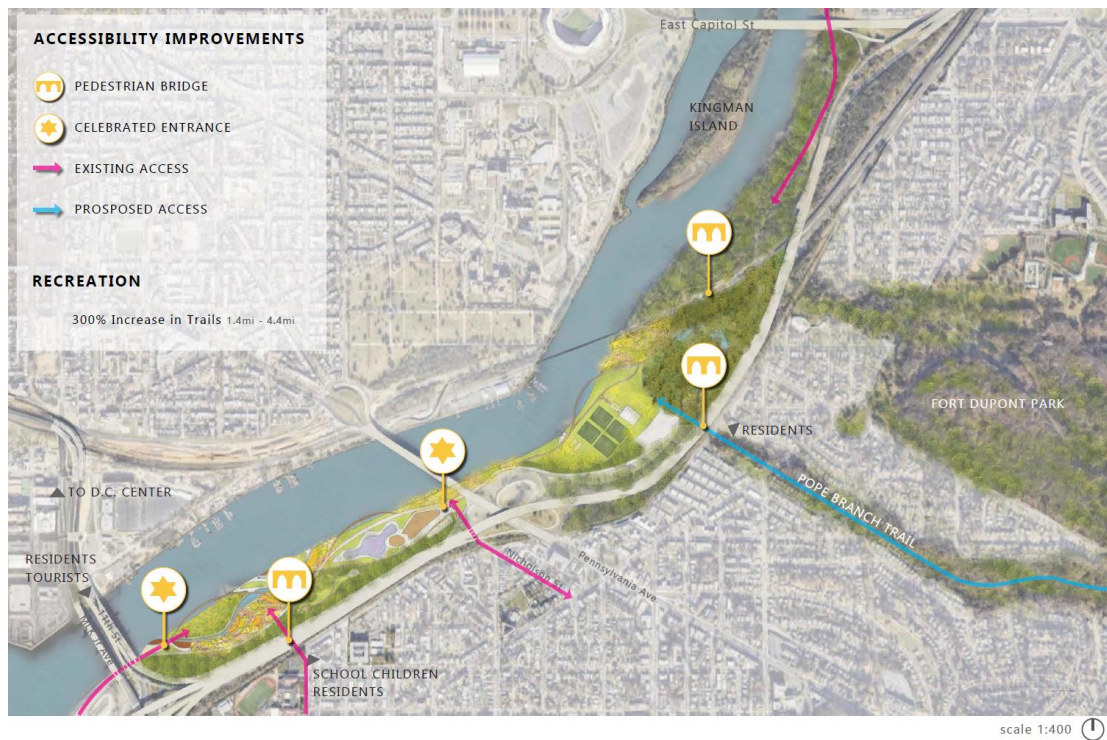 ACCESSIBILITY IMPROVEMENTS
PEDESTRIAN BRIDGE
CELEBRATED ENTRANCE
EXISTING ACCESS
PROSPOSED ACCESS
RECREATION
300% Increase in Trails 1.4mi - 4.4mi
East Capitol St
KINGMAN
ISLAND
FORT DUPONT PARK
RESIDENTS
POPE BRANCH TRAIL
TO D.C. CENTER
Nicholson St
Pennsylvania Ave
RESIDENTS
TOURISTS
11th St
MLK Jr Ave
SCHOOL CHILDREN
RESIDENTS
scale 1:400